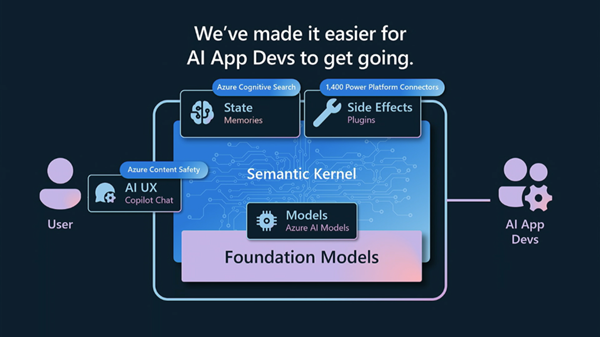 We've made it easier for
AI App Devs to get going.
Azure Cognitive Search
State
Memories
1.400 Power Platform Connectors
Side Effects
Plugins
Semantic Kernel
Azure Content Safety
AI UX
Copilot Chat
User
Models
Azure AI Models
Foundation Models
AI App
Devs